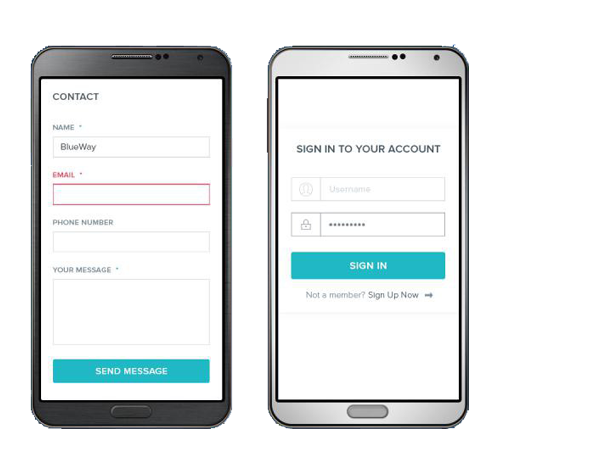 CONTACT
NAME *
BlueWay
EMAIL *
PHONE NUMBER
YOUR MESSAGE *
SEND MESSAGE
SIGN IN TO YOUR ACCOUNT
Username
*********
SIGN IN
Not a member? Sign Up Now ➞